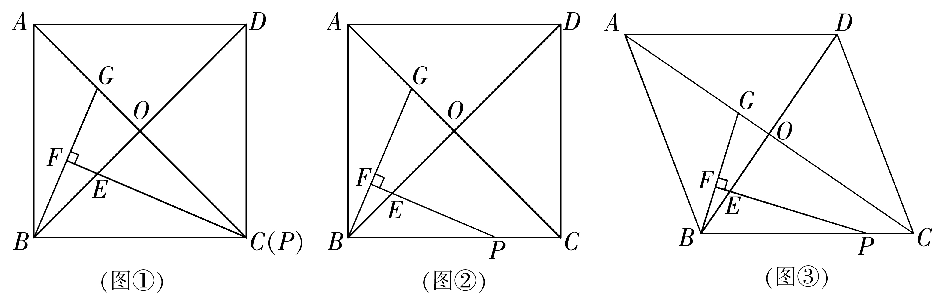 A D A D A D
G G G
O O O
F E F E F E
B C(P) B P C B P C
(图①) (图②) (图③)